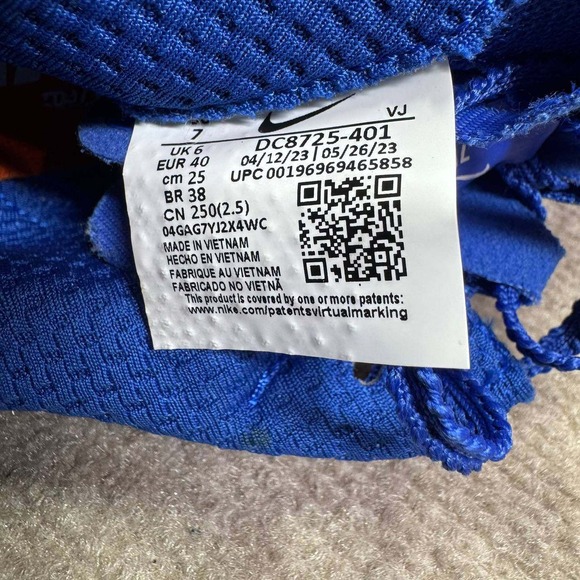 7
UK 6
EUR 40
cm 25
BR 38
CN 250(2.5)
04GAG7YJ2X4WC
MADE IN VIETNAM
HECHO EN VIETNAM
FABRIQUE AU VIETNAM
FABRICADO NO VIETNÃ
VJ
DC8725-401
04/12/23 | 05/26/23
UPC 00196969465858
This product is covered by one or more patents:
www.nike.com/patentsvirtualmarking